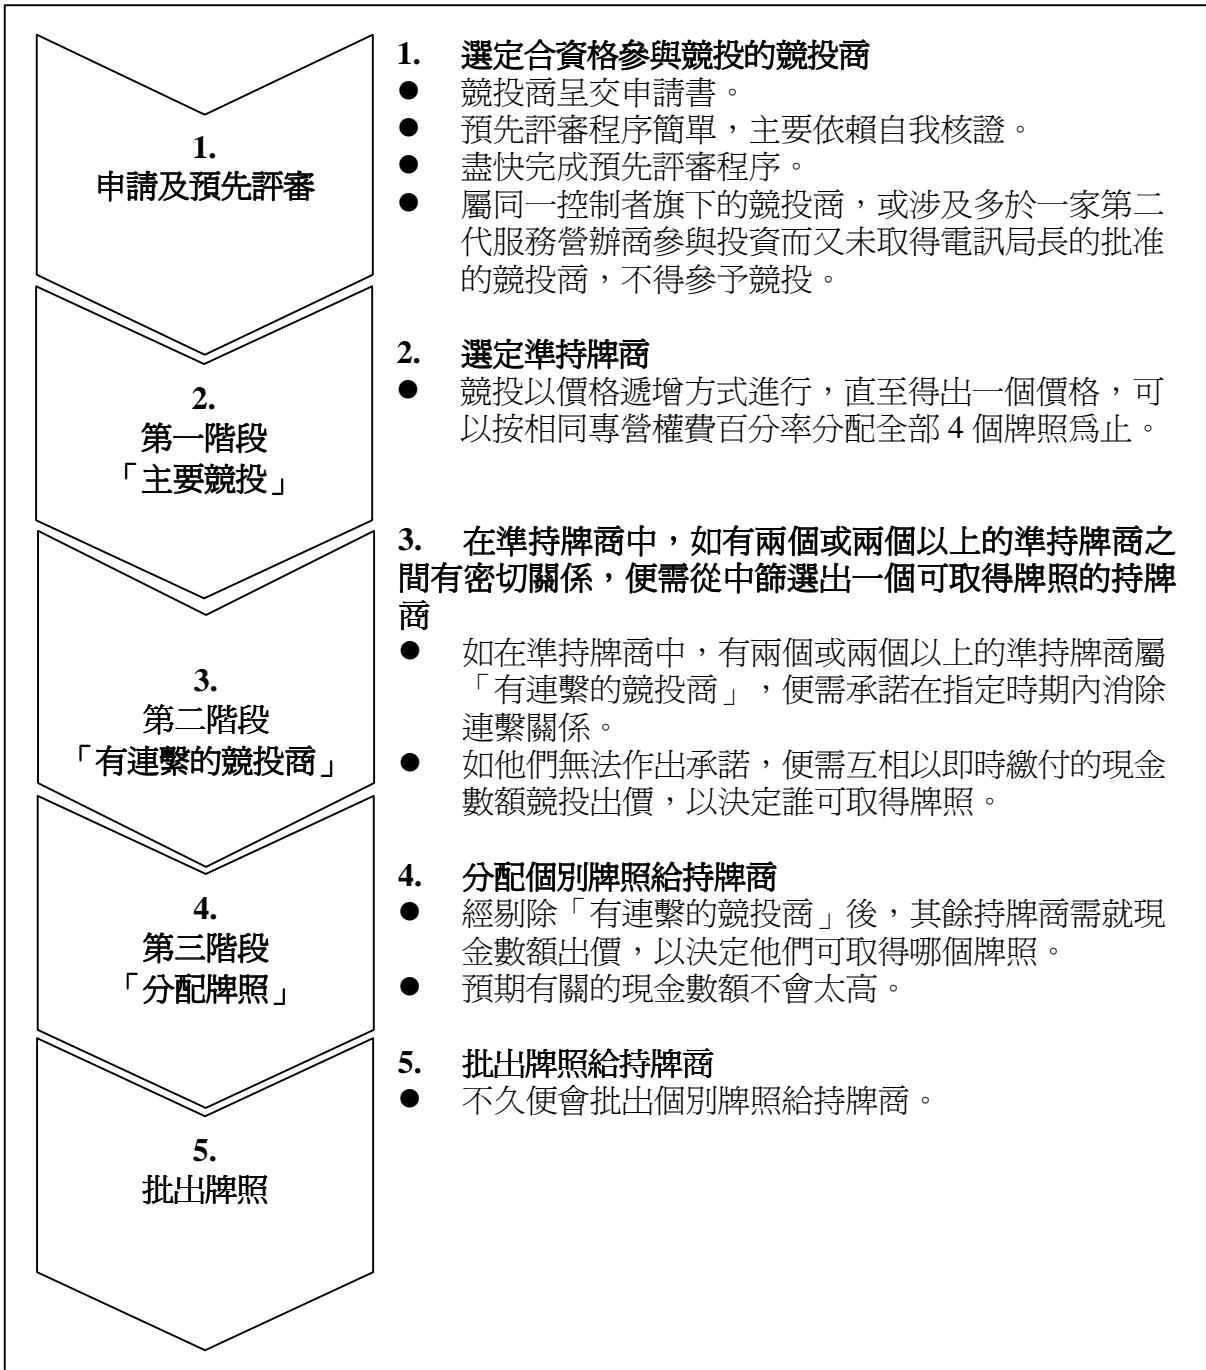 1.
申請及預先評審
2.
第一階段
「主要競投」
3.
第二階段
「有連繫的競投商」
4.
第三階段
「分配牌照」
5.
批出牌照
1. 選定合資格參與競投的競投商
● 競投商呈交申請書。
● 預先評審程序簡單，主要依賴自我核證。
● 盡快完成預先評審程序。
● 屬同一控制者旗下的競投商，或涉及多於一家第二
代服務營辦商參與投資而又未取得電訊局長的批准
的競投商，不得參予競投。
2. 選定準持牌商
● 競投以價格遞增方式進行，直至得出一個價格，可
以按相同專營權費百分率分配全部 4 個牌照爲止。
3. 在準持牌商中，如有兩個或兩個以上的準持牌商之
間有密切關係，便需從中篩選出一個可取得牌照的持牌
商
● 如在準持牌商中，有兩個或兩個以上的準持牌商屬
「有連繫的競投商」，便需承諾在指定時期內消除
連繫關係。
● 如他們無法作出承諾，便需互相以即時繳付的現金
數額競投出價，以決定誰可取得牌照。
4. 分配個別牌照給持牌商
● 經剔除「有連繫的競投商」後，其餘持牌商需就現
金數額出價，以決定他們可取得哪個牌照。
● 預期有關的現金數額不會太高。
5. 批出牌照給持牌商
● 不久便會批出個別牌照給持牌商。